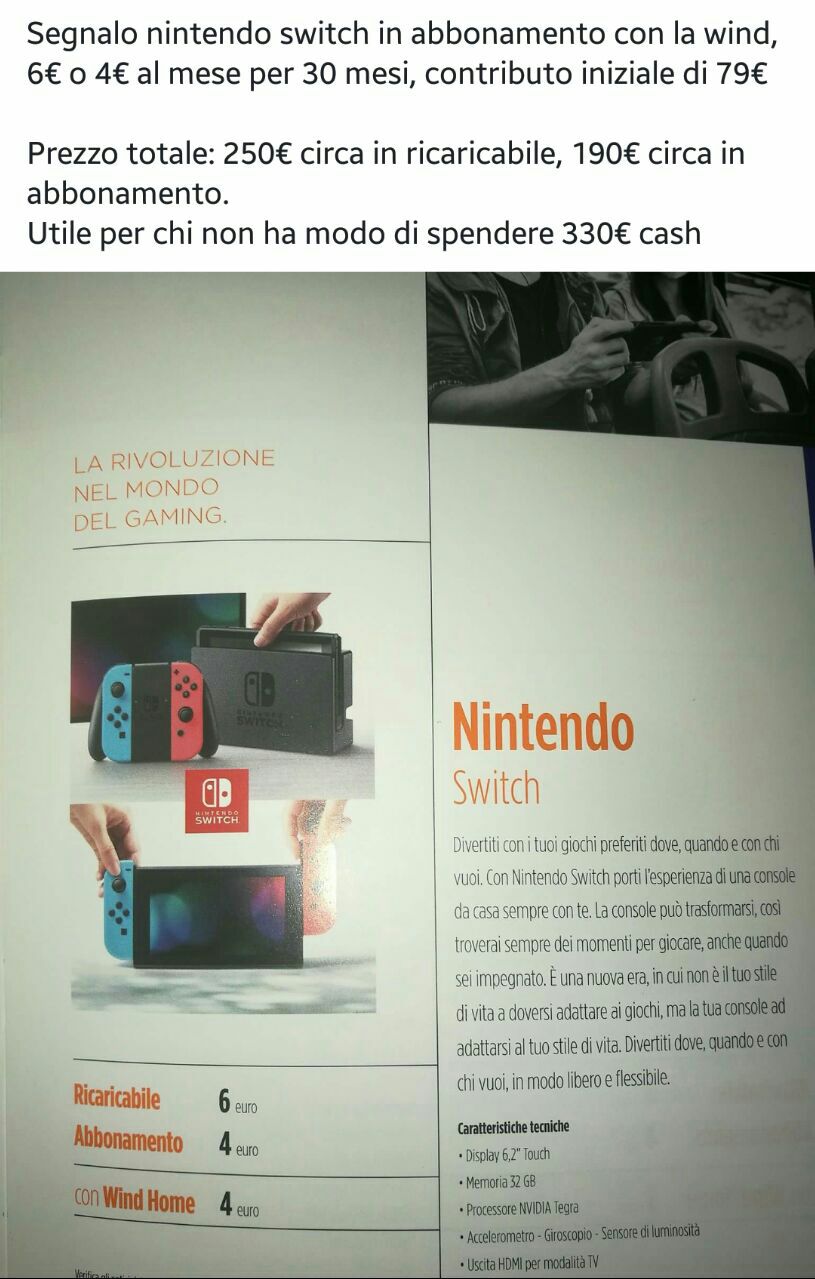 Segnalo nintendo switch in abbonamento con la wind,
6€ o 4€ al mese per 30 mesi, contributo iniziale di 79€
Prezzo totale: 250€ circa in ricaricabile, 190€ circa in
abbonamento.
Utile per chi non ha modo di spendere 330€ cash
LA RIVOLUZIONE
NEL MONDO
DEL GAMING.
NINTENDO
SWITCH
NINTENDO
SWITCH
Ricaricabile 6 euro
Abbonamento 4 euro
con Wind Home 4 euro
Nintendo
Switch
Divertiti con i tuoi giochi preferiti dove, quando e con chi
vuoi. Con Nintendo Switch porti l'esperienza di una console
da casa sempre con te. La console può trasformarsi, così
troverai sempre dei momenti per giocare, anche quando
sei impegnato. È una nuova era, in cui non è il tuo stile
di vita a doversi adattare ai giochi, ma la tua console ad
adattarsi al tuo stile di vita. Divertiti dove, quando e con
chi vuoi, in modo libero e flessibile.
Caratteristiche tecniche
• Display 6,2" Touch
• Memoria 32 GB
• Processore NVIDIA Tegra
• Accelerometro - Giroscopio - Sensore di luminosità
• Uscita HDMI per modalità TV